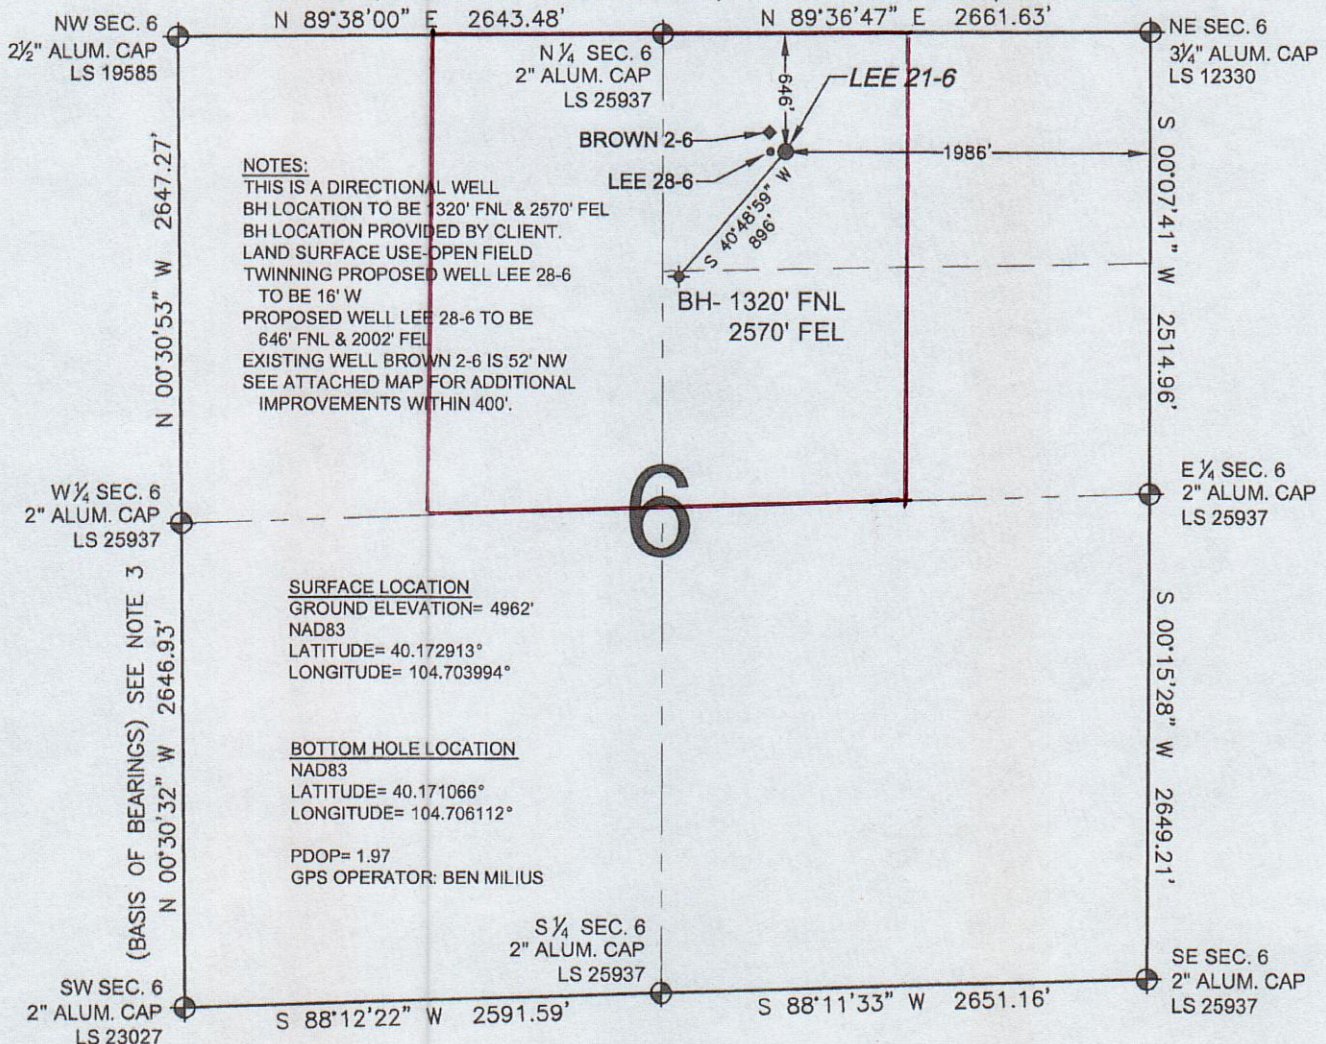 N 89°38'00" E 2643.48'
N 89°36'47" E 2661.63'
NW SEC. 6
2½" ALUM. CAP
LS 19585
N ¼ SEC. 6
2" ALUM. CAP
LS 25937
NE SEC. 6
3¼" ALUM. CAP
LS 12330
646'
LEE 21-6
BROWN 2-6
LEE 28-6
1986'
S 40°48'59" W
896'
BH- 1320' FNL
2570' FEL
N 00°30'53" W 2647.27'
S 00°07'41" W 2514.96'
NOTES:
THIS IS A DIRECTIONAL WELL
BH LOCATION TO BE 1320' FNL & 2570' FEL
BH LOCATION PROVIDED BY CLIENT.
LAND SURFACE USE-OPEN FIELD
TWINNING PROPOSED WELL LEE 28-6
TO BE 16' W
PROPOSED WELL LEE 28-6 TO BE
646' FNL & 2002' FEL
EXISTING WELL BROWN 2-6 IS 52' NW
SEE ATTACHED MAP FOR ADDITIONAL
IMPROVEMENTS WITHIN 400'.
W ¼ SEC. 6
2" ALUM. CAP
LS 25937
6
E ¼ SEC. 6
2" ALUM. CAP
LS 25937
(BASIS OF BEARINGS) SEE NOTE 3
N 00°30'32" W 2646.93'
S 00°15'28" W 2649.21'
SURFACE LOCATION
GROUND ELEVATION= 4962'
NAD83
LATITUDE= 40.172913°
LONGITUDE= 104.703994°
BOTTOM HOLE LOCATION
NAD83
LATITUDE= 40.171066°
LONGITUDE= 104.706112°
PDOP= 1.97
GPS OPERATOR: BEN MILIUS
S ¼ SEC. 6
2" ALUM. CAP
LS 25937
SW SEC. 6
2" ALUM. CAP
LS 23027
SE SEC. 6
2" ALUM. CAP
LS 25937
S 88°12'22" W 2591.59'
S 88°11'33" W 2651.16'